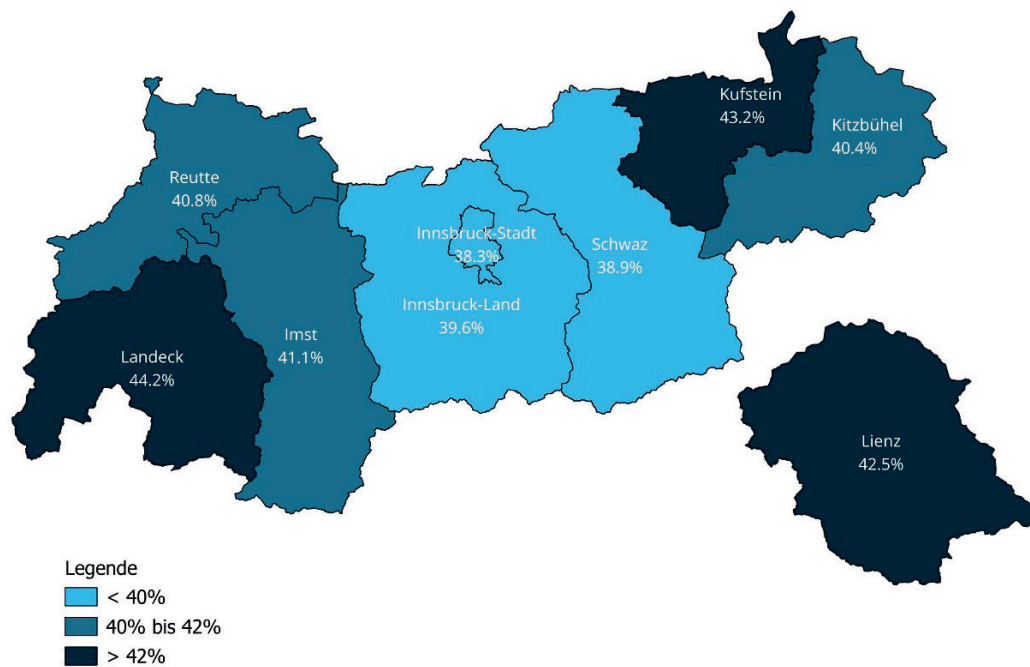 Kufstein
43.2%
Kitzbühel
40.4%
Reutte
40.8%
Innsbruck-Stadt
38.3%
Schwaz
38.9%
Innsbruck-Land
39.6%
Imst
41.1%
Landeck
44.2%
Lienz
42.5%
Legende
< 40%
40% bis 42%
> 42%